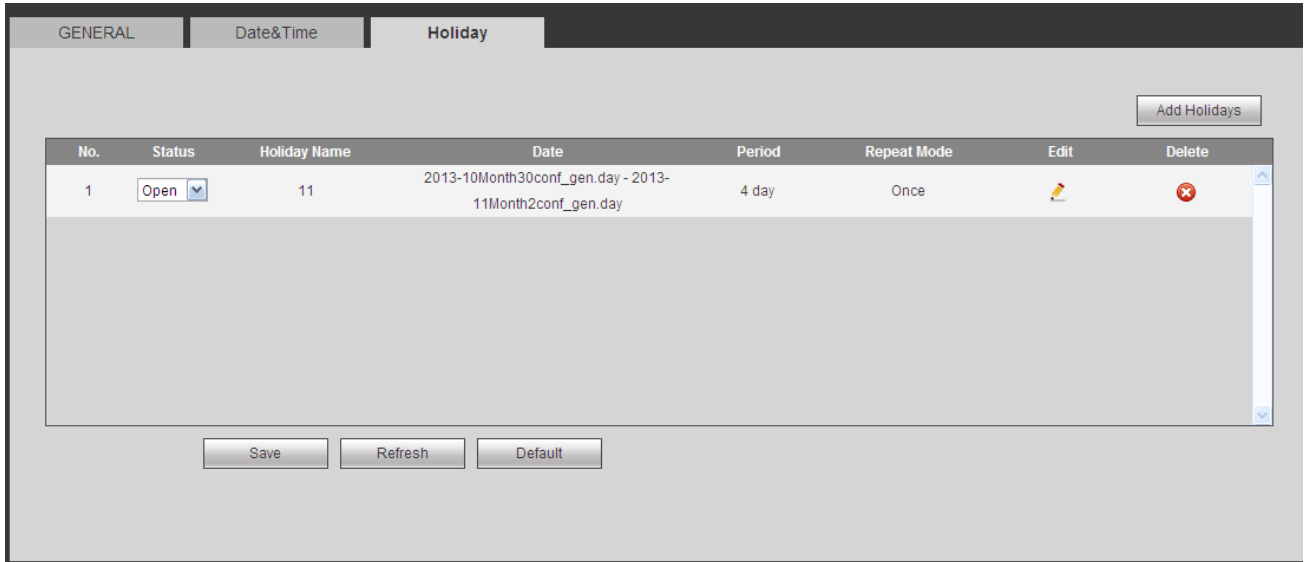 GENERAL Date&Time Holiday
Add Holidays
No. Status Holiday Name Date Period Repeat Mode Edit Delete
1 Open 11 2013-10Month30conf_gen.day - 2013- 4 day Once
11Month2conf_gen.day
Save Refresh Default